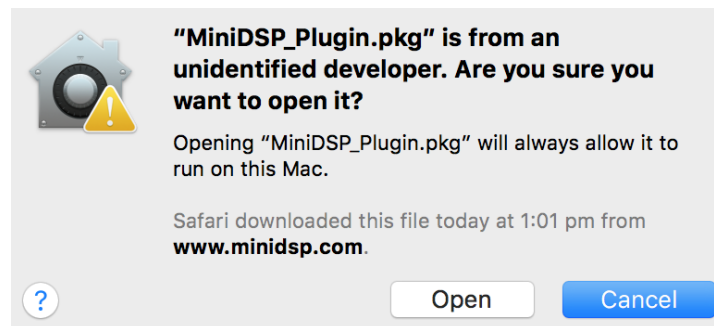 “MiniDSP_Plugin.pkg” is from an
unidentified developer. Are you sure you
want to open it?
Opening “MiniDSP_Plugin.pkg” will always allow it to
run on this Mac.
Safari downloaded this file today at 1:01 pm from
www.minidsp.com.
?
Open
Cancel